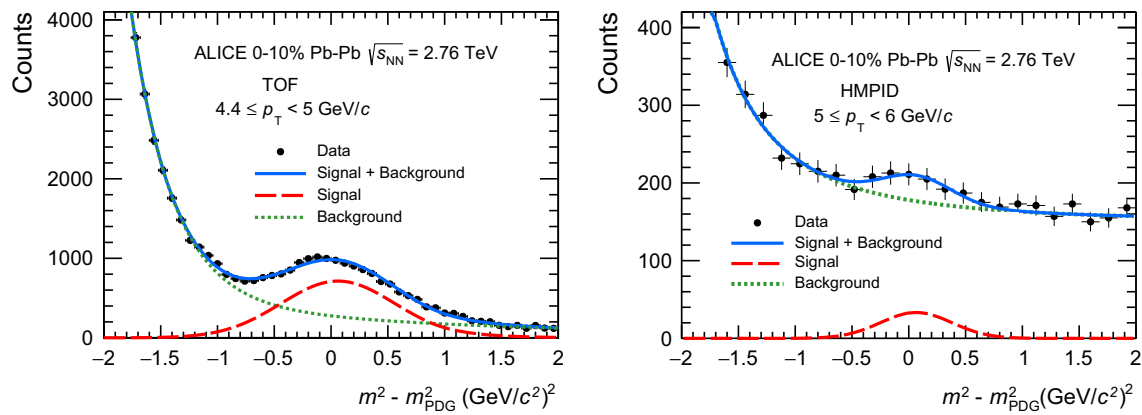 Counts
4000
3000
2000
1000
0
ALICE 0-10% Pb-Pb √sNN = 2.76 TeV
TOF
4.4 ≤ pT < 5 GeV/c
Data
Signal + Background
Signal
Background
−2 −1.5 −1 −0.5 0 0.5 1 1.5 2
m² - m²PDG (GeV/c²)²
Counts
400
300
200
100
0
ALICE 0-10% Pb-Pb √sNN = 2.76 TeV
HMPID
5 ≤ pT < 6 GeV/c
Data
Signal + Background
Signal
Background
−2 −1.5 −1 −0.5 0 0.5 1 1.5 2
m² - m²PDG (GeV/c²)²